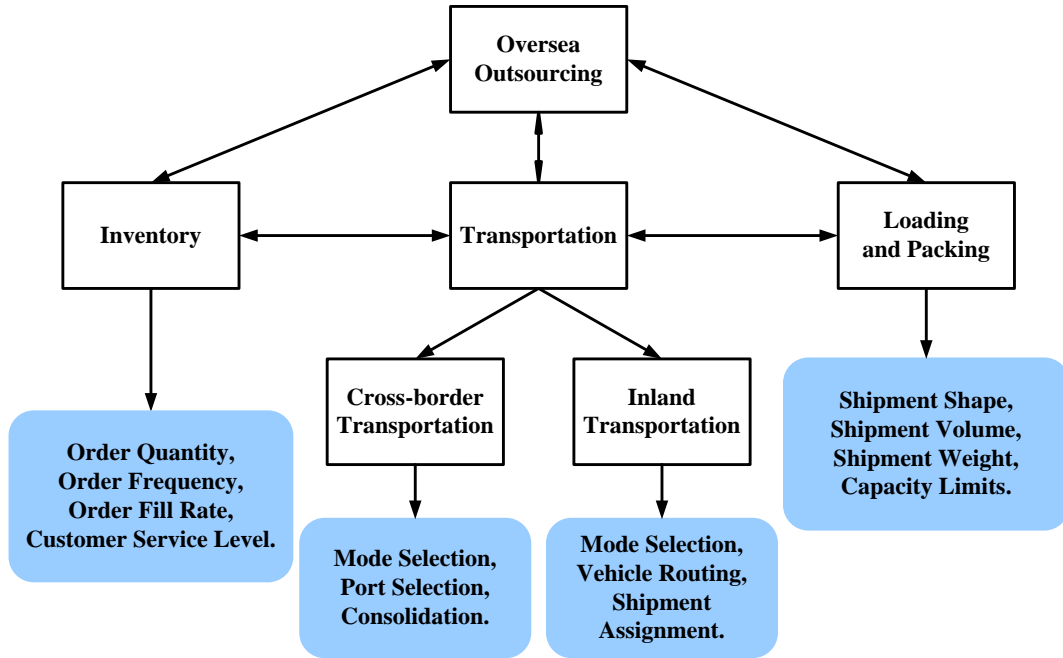 Oversea
Outsourcing
Inventory
Transportation
Loading
and Packing
Cross-border
Transportation
Inland
Transportation
Order Quantity,
Order Frequency,
Order Fill Rate,
Customer Service Level.
Mode Selection,
Port Selection,
Consolidation.
Mode Selection,
Vehicle Routing,
Shipment
Assignment.
Shipment Shape,
Shipment Volume,
Shipment Weight,
Capacity Limits.